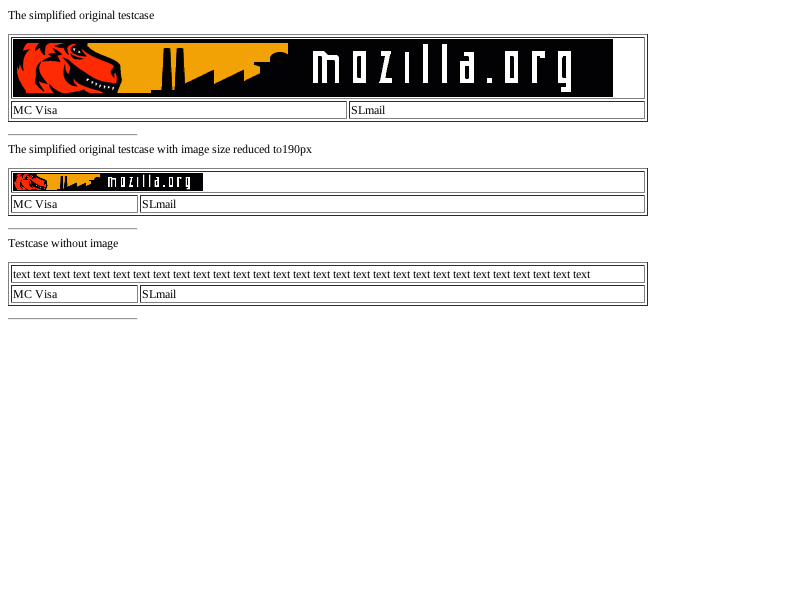 The simplified original testcase
mozilla.org
MC Visa SLmail
The simplified original testcase with image size reduced to190px
mozilla.org
MC Visa SLmail
Testcase without image
text text text text text text text text text text text text text text text text text text text text text text text text text text text text text
MC Visa SLmail